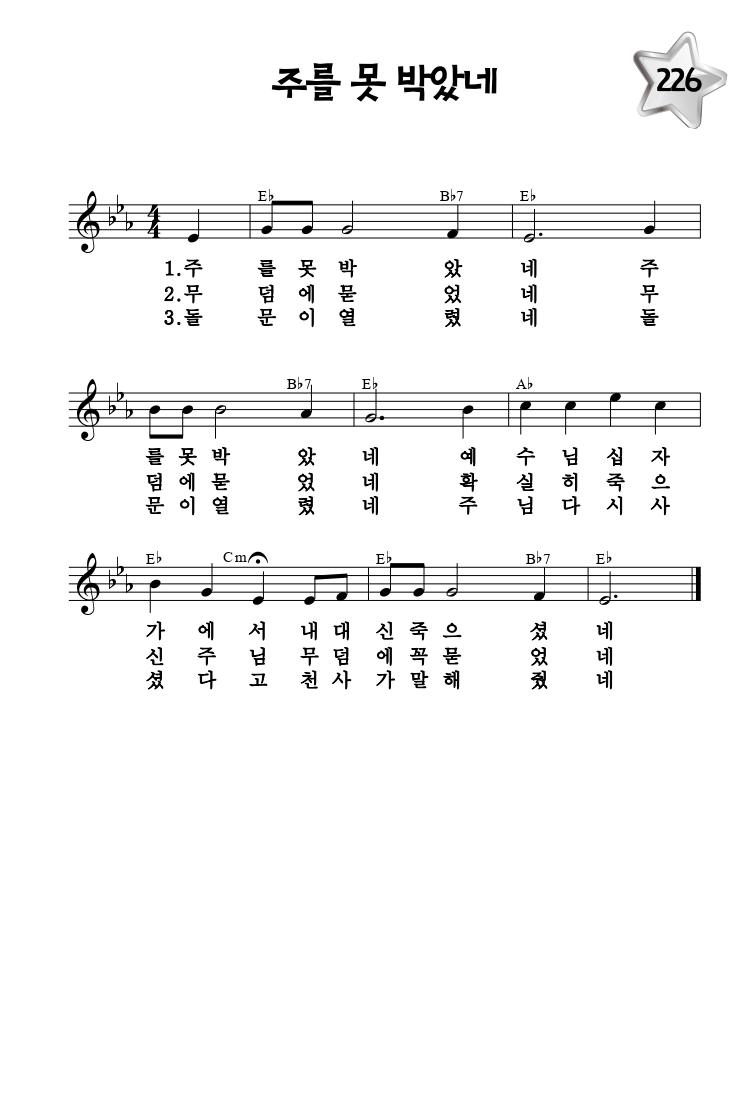 주를 못 박았네
226
E♭ B♭7 E♭
1.주 를 못 박 았 네 주
2.무 덤 에 묻 었 네 무
3.돌 문 이 열 렸 네 돌
B♭7 E♭ A♭
를 못 박 았 네 예 수 님 십 자
덤 에 묻 었 네 확 실 히 죽 으
문 이 열 렸 네 주 님 다 시 사
E♭ Cm E♭ B♭7 E♭
가 에 서 내 대 신 죽 으 셨 네
신 주 님 무 덤 에 꼭 묻 었 네
셨 다 고 천 사 가 말 해 줬 네